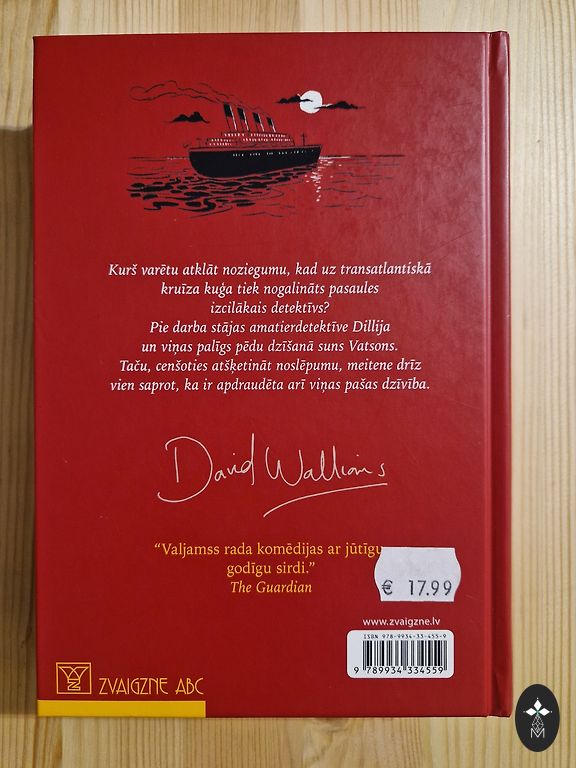 Kurš varētu atklāt noziegumu, kad uz transatlantiskā
kruīza kuģa tiek nogalināts pasaules
izcilākais detektīvs?
Pie darba stājas amatierdetektīve Dillija
un viņas palīgs pēdu dzīšanā suns Vatsons.
Taču, cenšoties atšķetināt noslēpumu, meitene drīz
vien saprot, ka ir apdraudēta arī viņas pašas dzīvība.
David Walliams
“Valjamss rada komēdijas ar jūtīgu
godīgu sirdi.”
The Guardian
€ 17.99
www.zvaigzne.lv
ISBN 978-9934-33-455-9
9 789934 334559
ZVAIGZNE ABC
M